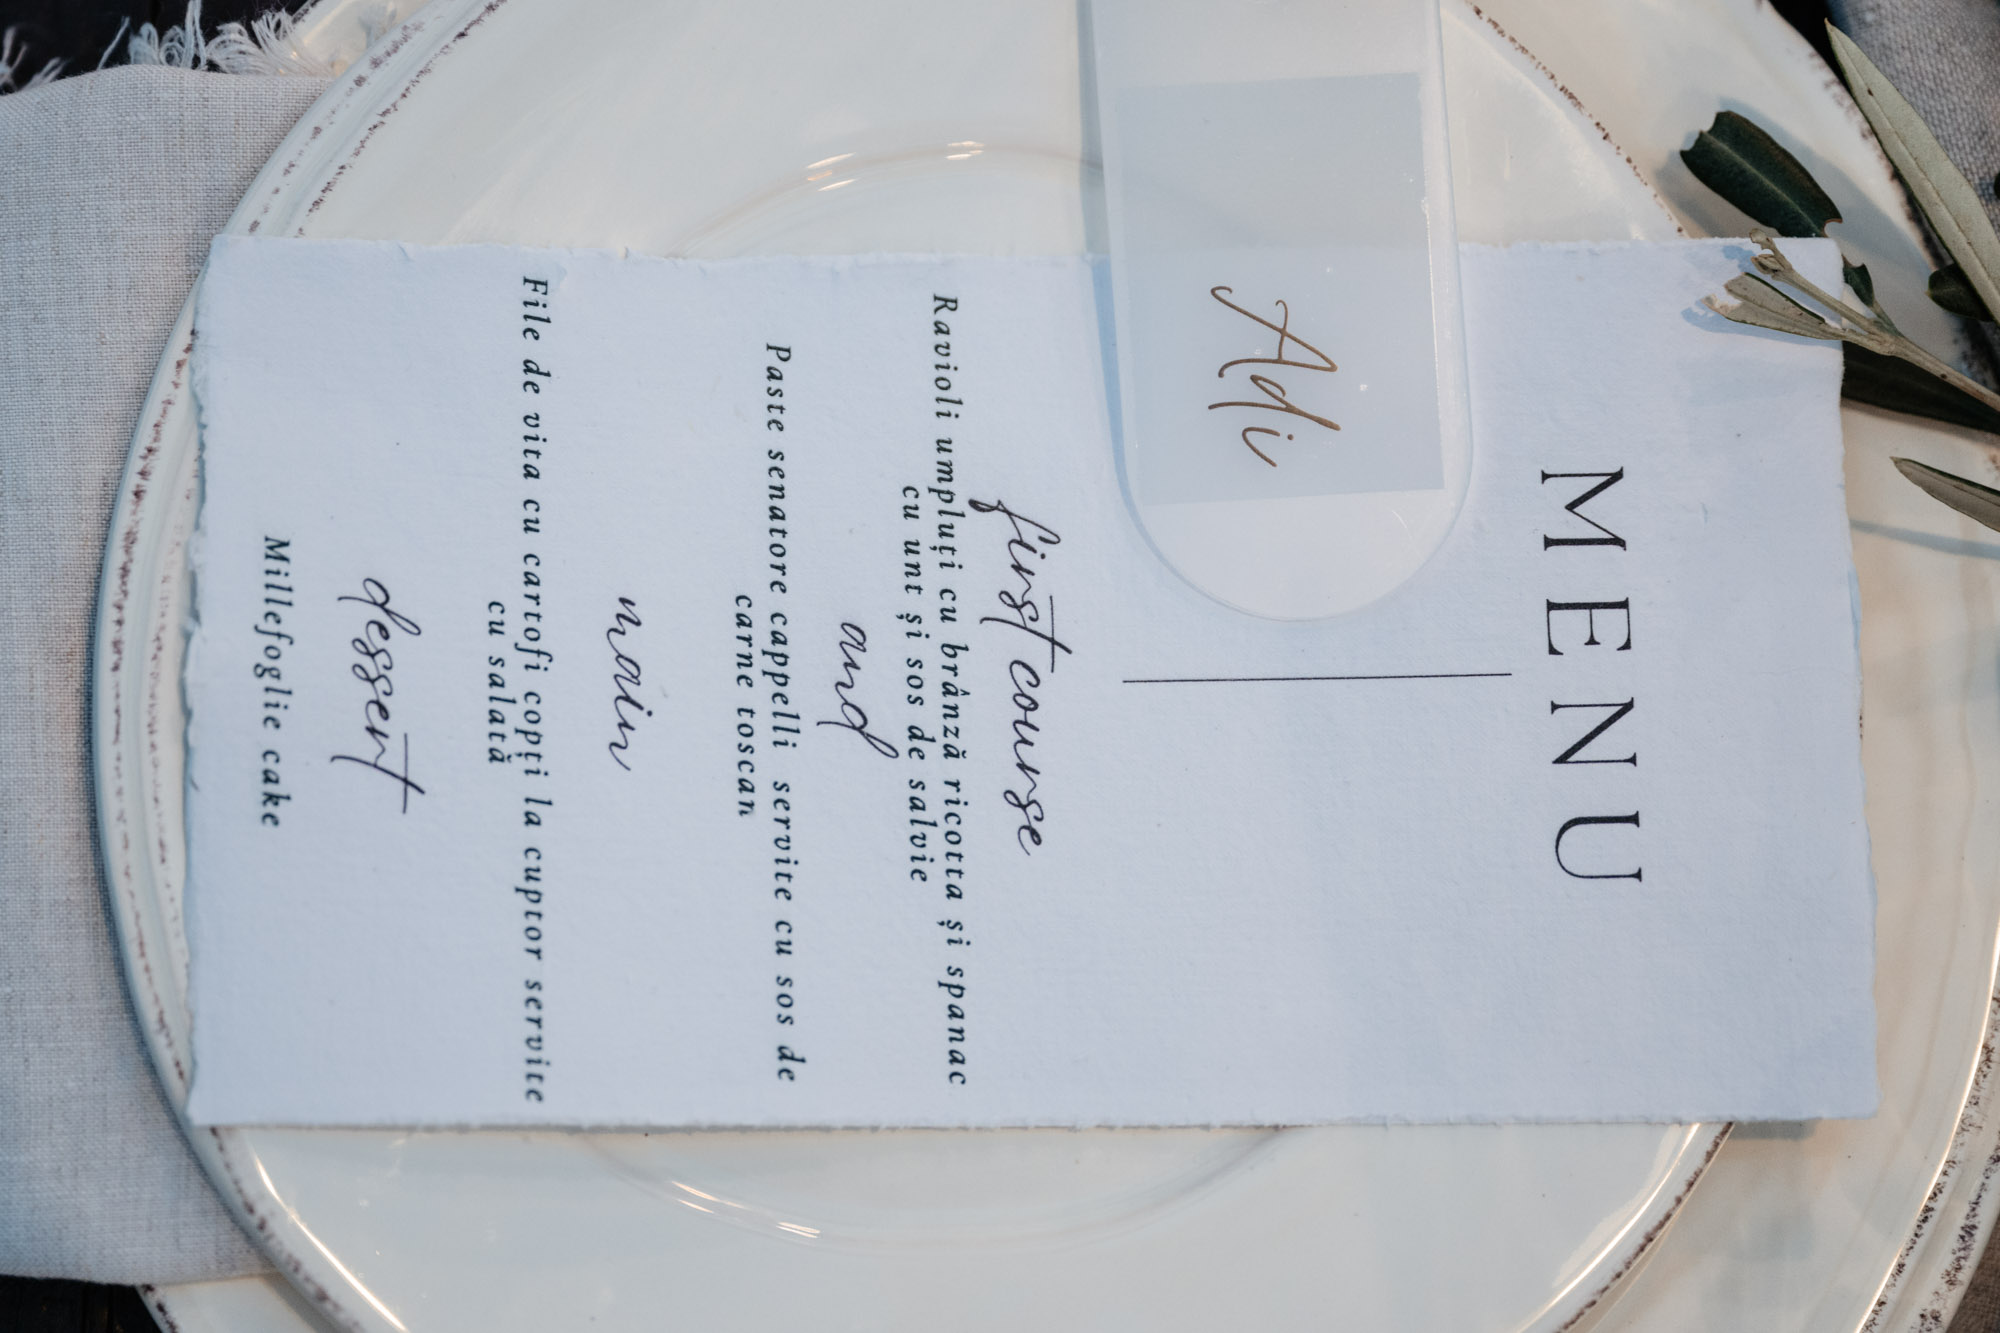 MENU
Adi
first course
Ravioli umpluți cu brânză ricotta și spanac
cu unt și sos de salvie
and
Paste senatore cappelli servite cu sos de
carne toscan
main
File de vita cu cartofi copți la cuptor servite
cu salată
dessert
Millefoglie cake